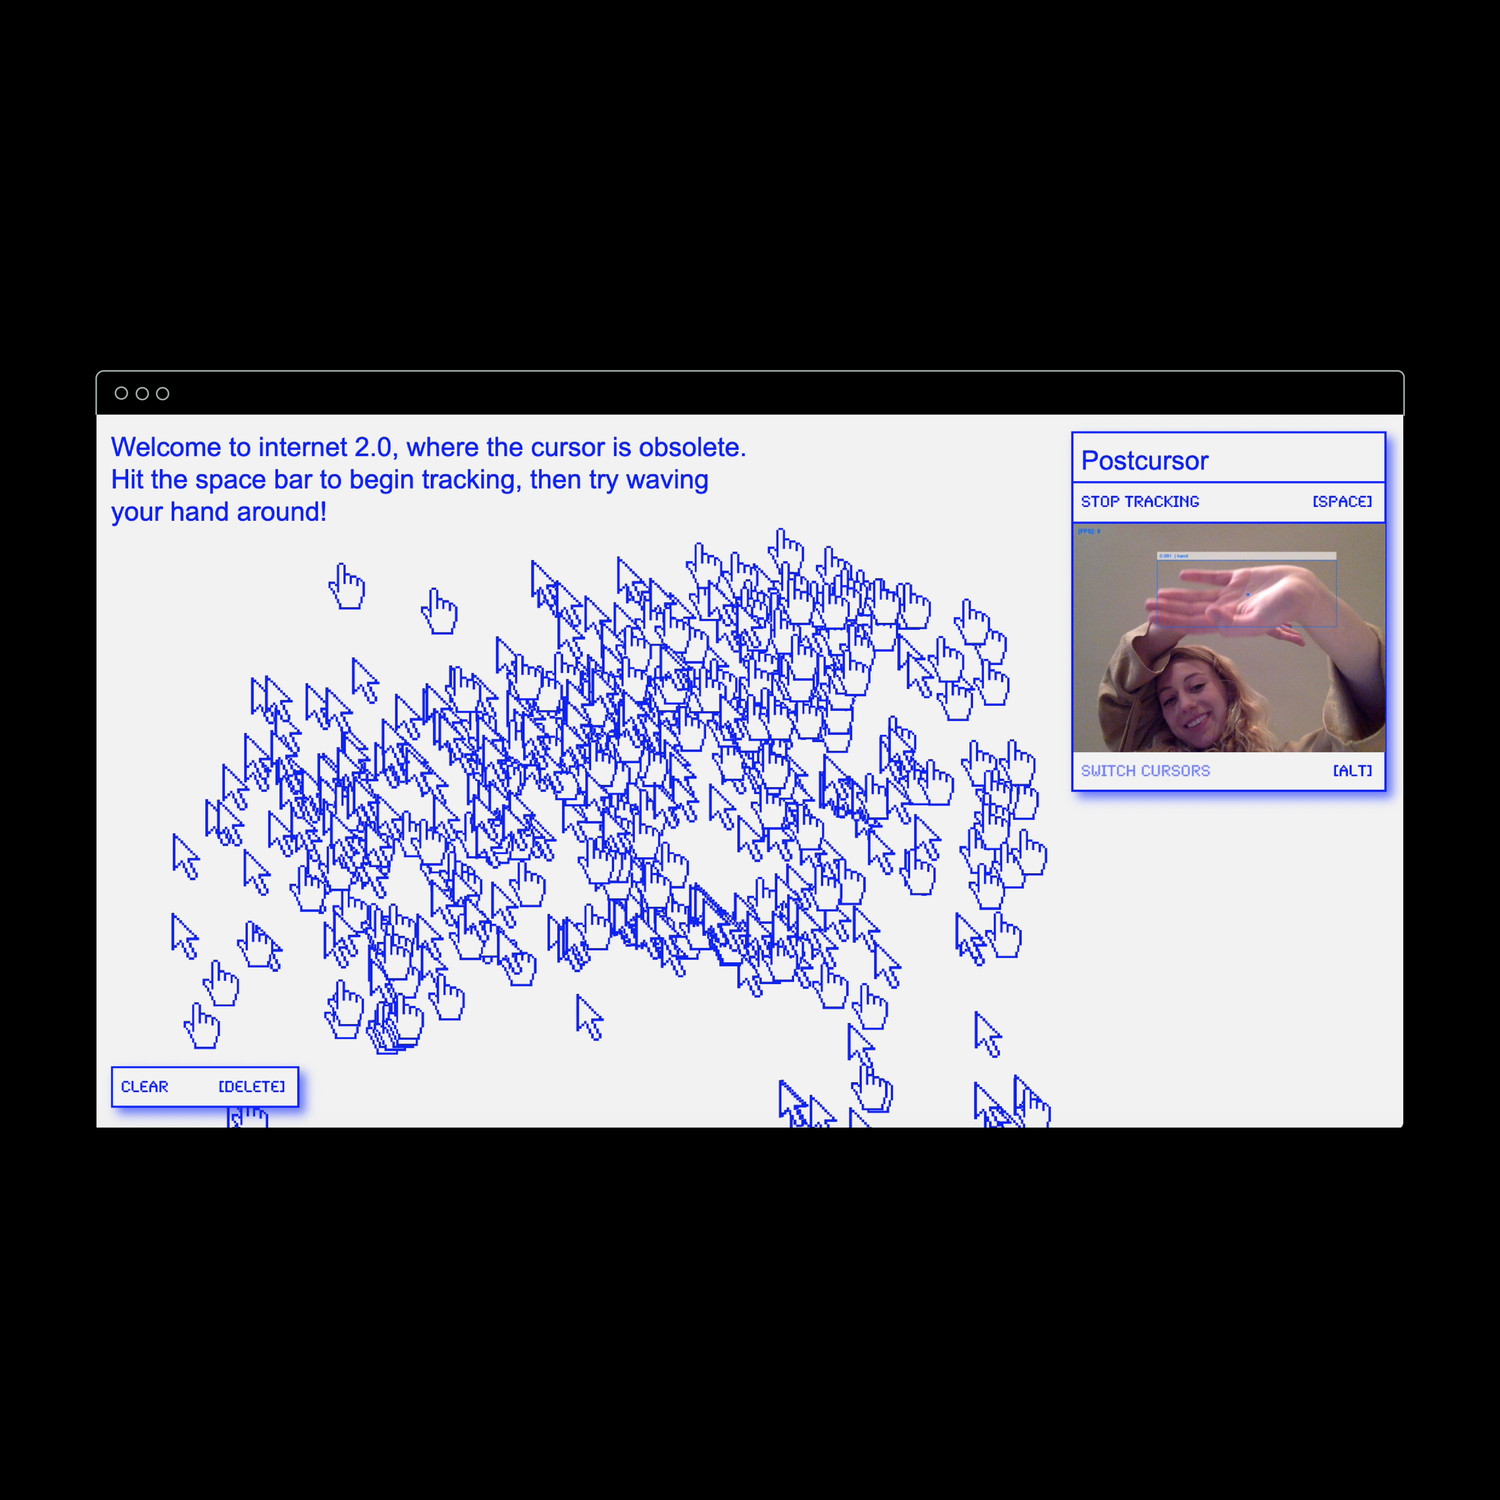 Welcome to internet 2.0, where the cursor is obsolete.
Hit the space bar to begin tracking, then try waving
your hand around!
Postcursor
STOP TRACKING [SPACE]
SWITCH CURSORS [ALT]
CLEAR [DELETE]